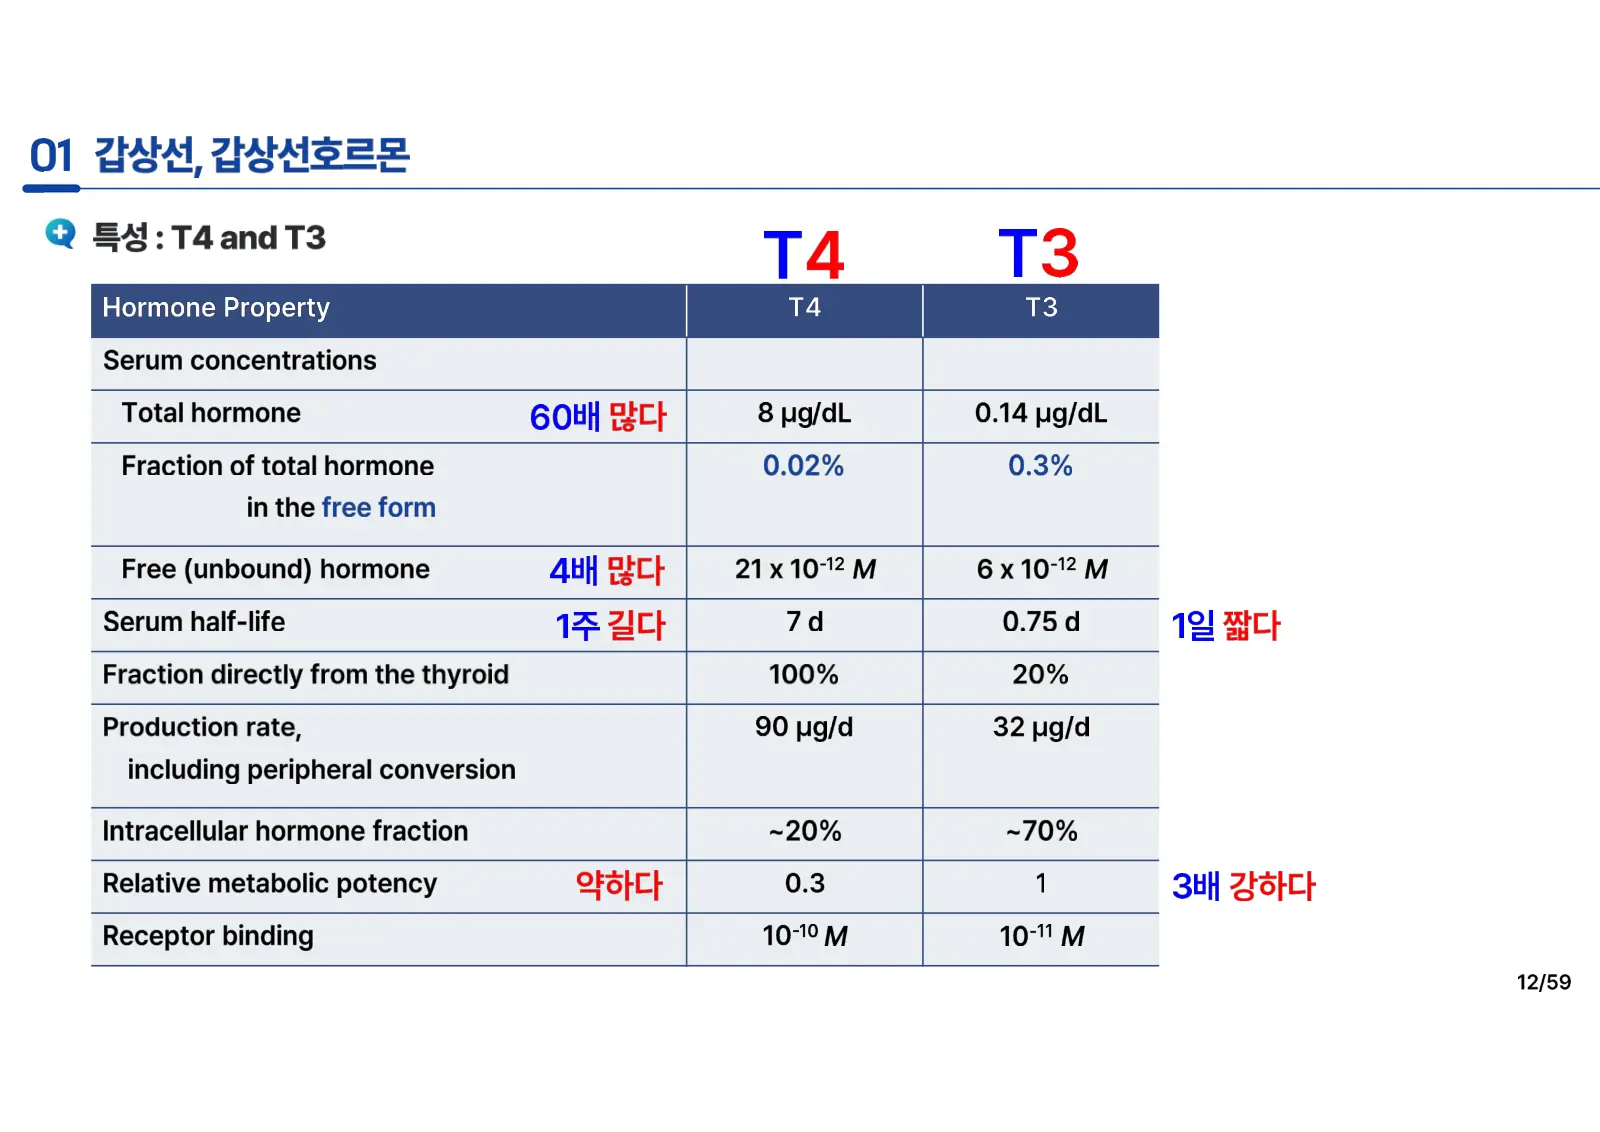 01 갑상선, 갑상선호르몬
특성 : T4 and T3
T4 T3
Hormone Property T4 T3
Serum concentrations
Total hormone 60배 많다 8 μg/dL 0.14 μg/dL
Fraction of total hormone 0.02% 0.3%
in the free form
Free (unbound) hormone 4배 많다 21 x 10⁻¹² M 6 x 10⁻¹² M
Serum half-life 1주 길다 7 d 0.75 d 1일 짧다
Fraction directly from the thyroid 100% 20%
Production rate, 90 μg/d 32 μg/d
including peripheral conversion
Intracellular hormone fraction ~20% ~70%
Relative metabolic potency 약하다 0.3 1 3배 강하다
Receptor binding 10⁻¹⁰ M 10⁻¹¹ M
12/59